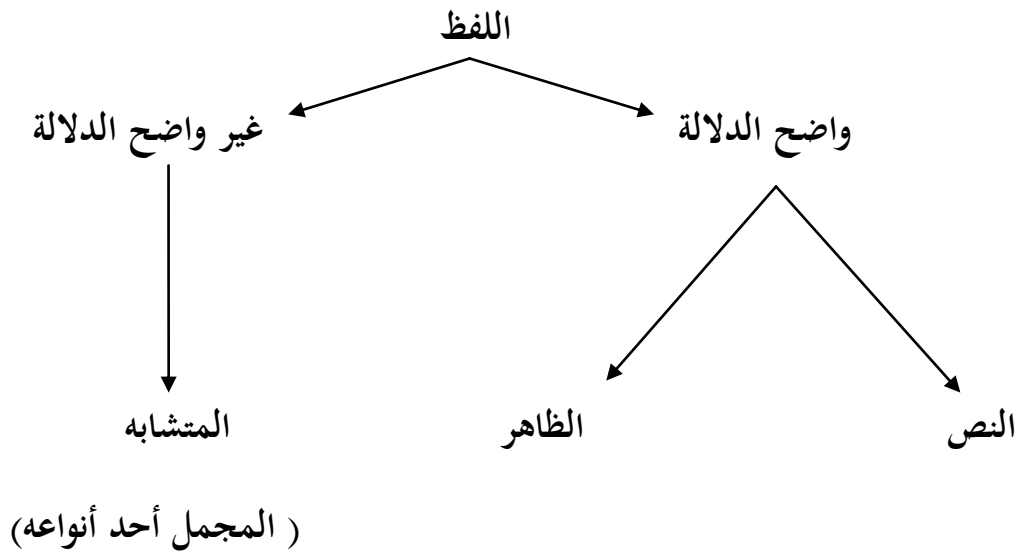 اللفظ
واضح الدلالة
غير واضح الدلالة
النص
الظاهر
المتشابه
( المجمل أحد أنواعه)